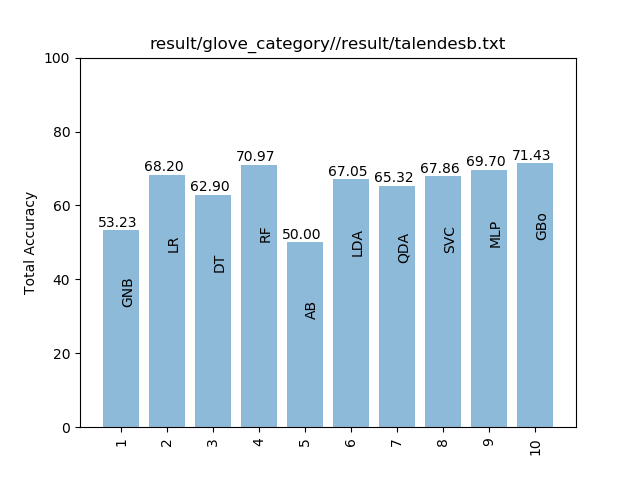 result/glove_category//result/talendesb.txt
Total Accuracy
100
80
60
40
20
0
53.23
68.20
62.90
70.97
50.00
67.05
65.32
67.86
69.70
71.43
GNB
LR
DT
RF
AB
LDA
QDA
SVC
MLP
GBo
1
2
3
4
5
6
7
8
9
10